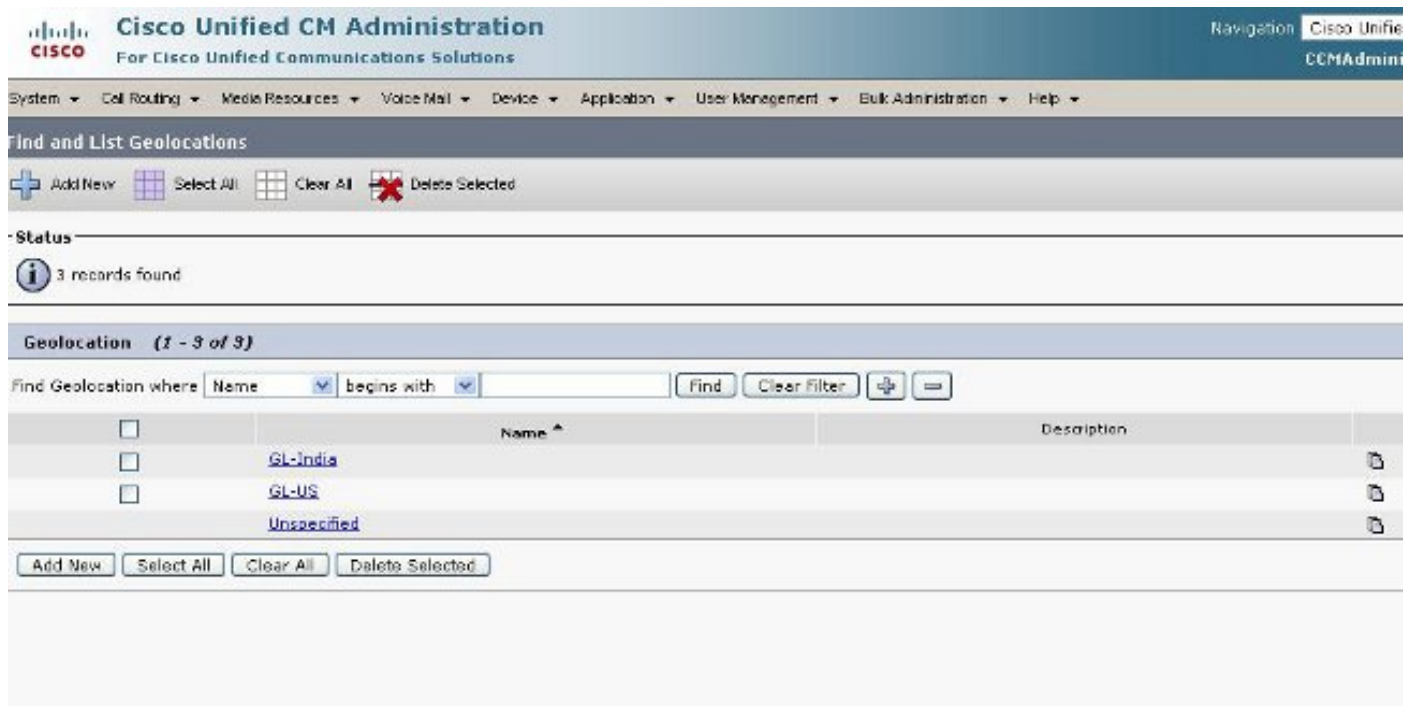 Cisco Unified CM Administration
Navigation Cisco Unifie
CISCO
For Cisco Unified Communications Solutions
CCMAdmini
System Call Routing Media Resources Voice Mail Device Application User Management Bulk Administration Help
Find and List Geolocations
Add New Select All Clear All Delete Selected
Status
3 records found
Geolocation (1 - 3 of 3)
Find Geolocation where Name begins with Find Clear Filter
Name Description
GL-India
GL-US
Unspecified
Add New Select All Clear All Delete Selected